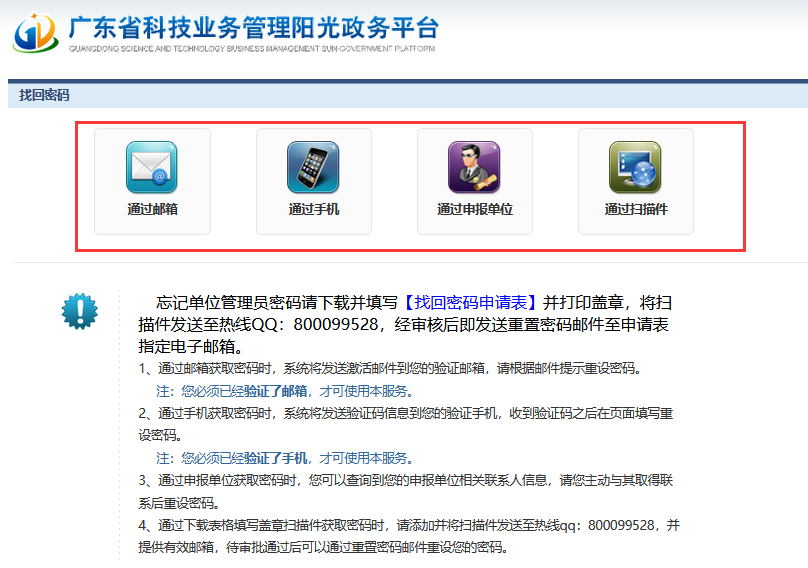 广东省科技业务管理阳光政务平台
GUANGDONG SCIENCE AND TECHNOLOGY BUSINESS MANAGEMENT SUN-GOVERNMENT PLATFORM
找回密码
通过邮箱
通过手机
通过申报单位
通过扫描件
忘记单位管理员密码请下载并填写【找回密码申请表】并打印盖章，将扫
描件发送至热线QQ：800099528，经审核后即发送重置密码邮件至申请表
指定电子邮箱。
1、通过邮箱获取密码时，系统将发送激活邮件到您的验证邮箱，请根据邮件提示重设密码。
注：您必须已经验证了邮箱，才可使用本服务。
2、通过手机获取密码时，系统将发送验证码信息到您的验证手机，收到验证码之后在页面填写重
设密码。
注：您必须已经验证了手机，才可使用本服务。
3、通过申报单位获取密码时，您可以查询到您的申报单位相关联系人信息，请您主动与其取得联
系后重设密码。
4、通过下载表格填写盖章扫描件获取密码时，请添加并将扫描件发送至热线qq：800099528，并
提供有效邮箱，待审批通过后可以通过重置密码邮件重设您的密码。